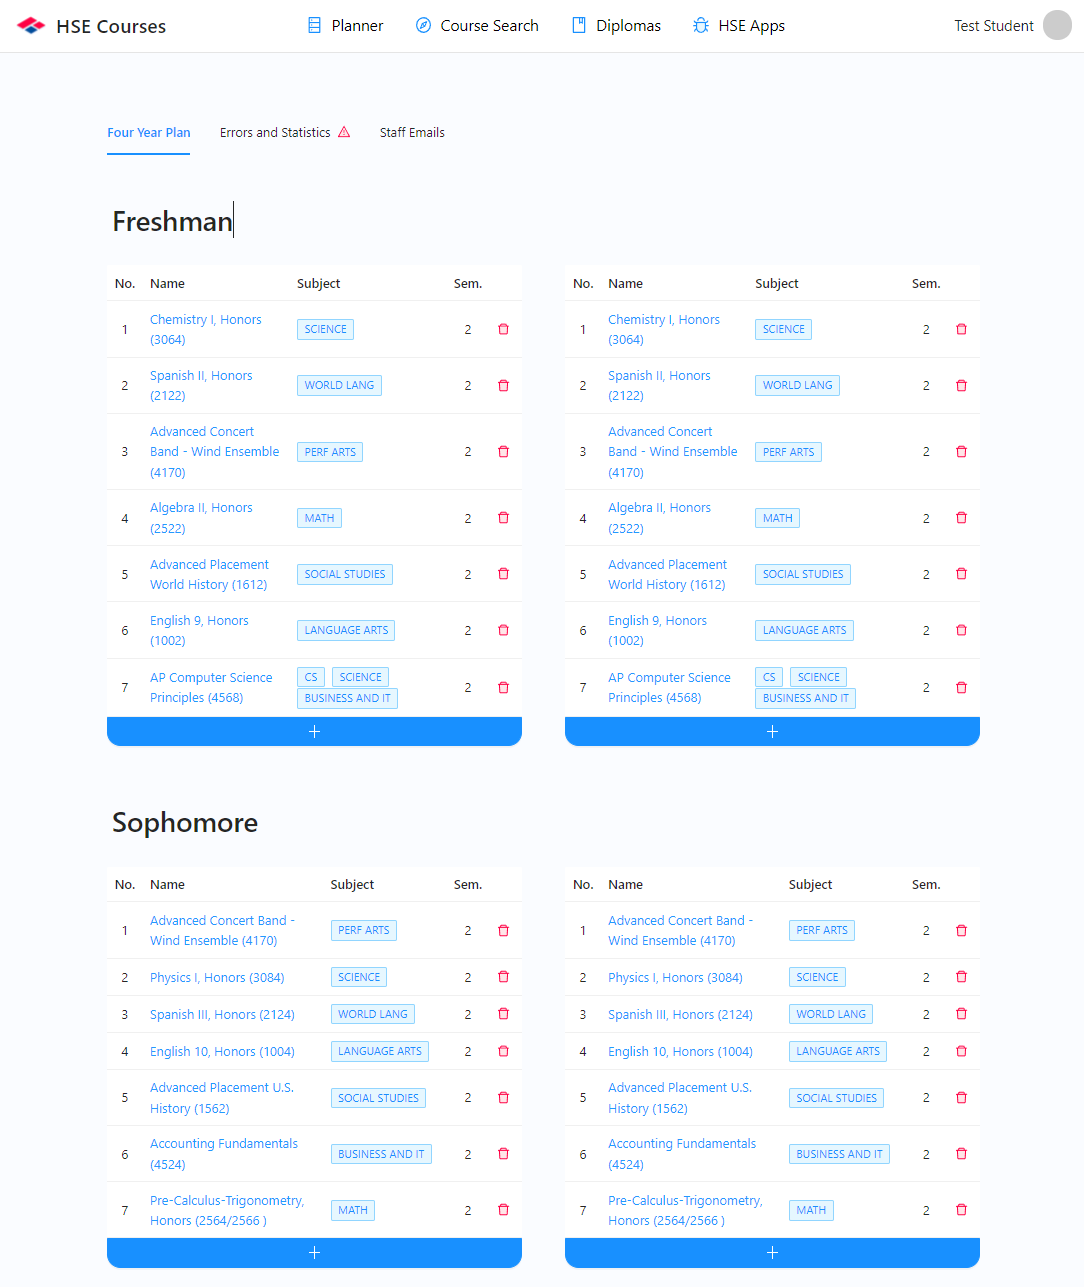 HSE Courses
Planner
Course Search
Diplomas
HSE Apps
Test Student
Four Year Plan
Errors and Statistics
Staff Emails
Freshman
No. Name Subject Sem.
1 Chemistry I, Honors SCIENCE 2
(3064)
2 Spanish II, Honors WORLD LANG 2
(2122)
3 Advanced Concert PERF ARTS 2
Band - Wind Ensemble
(4170)
4 Algebra II, Honors MATH 2
(2522)
5 Advanced Placement SOCIAL STUDIES 2
World History (1612)
6 English 9, Honors LANGUAGE ARTS 2
(1002)
7 AP Computer Science CS SCIENCE 2
Principles (4568) BUSINESS AND IT
+
No. Name Subject Sem.
1 Chemistry I, Honors SCIENCE 2
(3064)
2 Spanish II, Honors WORLD LANG 2
(2122)
3 Advanced Concert PERF ARTS 2
Band - Wind Ensemble
(4170)
4 Algebra II, Honors MATH 2
(2522)
5 Advanced Placement SOCIAL STUDIES 2
World History (1612)
6 English 9, Honors LANGUAGE ARTS 2
(1002)
7 AP Computer Science CS SCIENCE 2
Principles (4568) BUSINESS AND IT
+
Sophomore
No. Name Subject Sem.
1 Advanced Concert Band - PERF ARTS 2
Wind Ensemble (4170)
2 Physics I, Honors (3084) SCIENCE 2
3 Spanish III, Honors (2124) WORLD LANG 2
4 English 10, Honors (1004) LANGUAGE ARTS 2
5 Advanced Placement U.S. SOCIAL STUDIES 2
History (1562)
6 Accounting Fundamentals BUSINESS AND IT 2
(4524)
7 Pre-Calculus-Trigonometry, MATH 2
Honors (2564/2566 )
+
No. Name Subject Sem.
1 Advanced Concert Band - PERF ARTS 2
Wind Ensemble (4170)
2 Physics I, Honors (3084) SCIENCE 2
3 Spanish III, Honors (2124) WORLD LANG 2
4 English 10, Honors (1004) LANGUAGE ARTS 2
5 Advanced Placement U.S. SOCIAL STUDIES 2
History (1562)
6 Accounting Fundamentals BUSINESS AND IT 2
(4524)
7 Pre-Calculus-Trigonometry, MATH 2
Honors (2564/2566 )
+